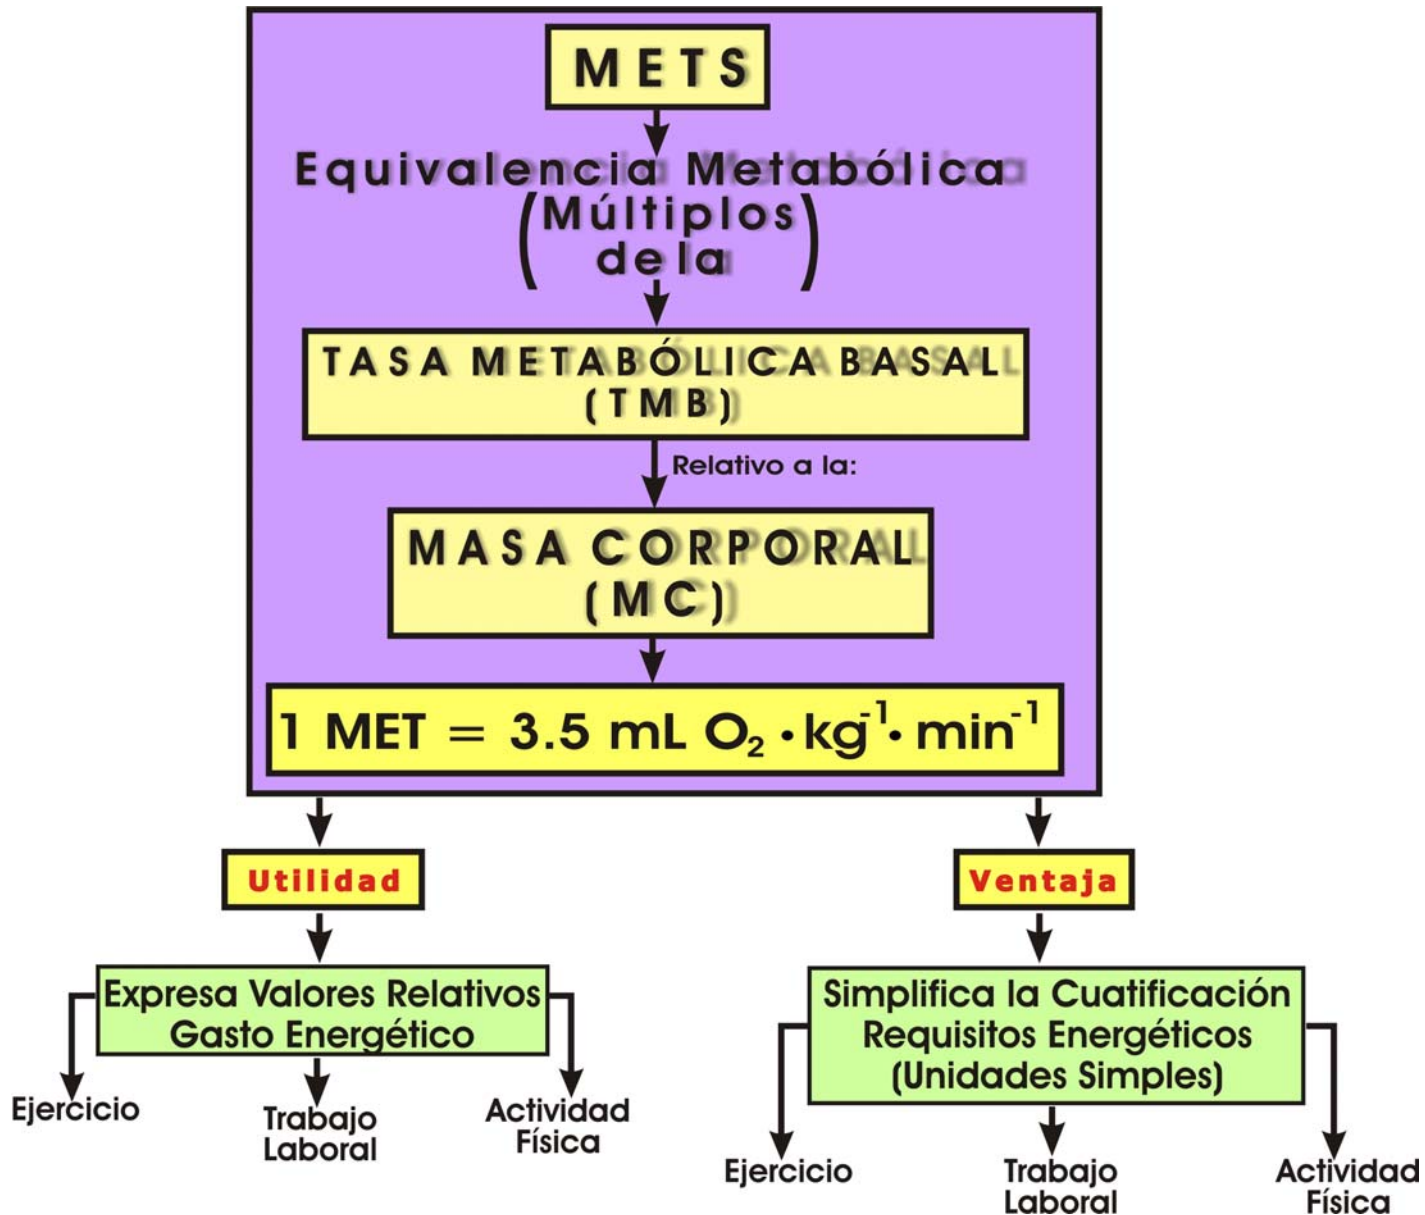 METS
Equivalencia Metabólica
(Múltiplos
de la)
TASA METABÓLICA BASAL
(TMB)
Relativo a la:
MASA CORPORAL
(MC)
1 MET = 3.5 mL O₂ · kg⁻¹ · min⁻¹
Utilidad
Expresa Valores Relativos
Gasto Energético
Ejercicio
Trabajo
Laboral
Actividad
Física
Ventaja
Simplifica la Cuatificación
Requisitos Energéticos
(Unidades Simples)
Ejercicio
Trabajo
Laboral
Actividad
Física